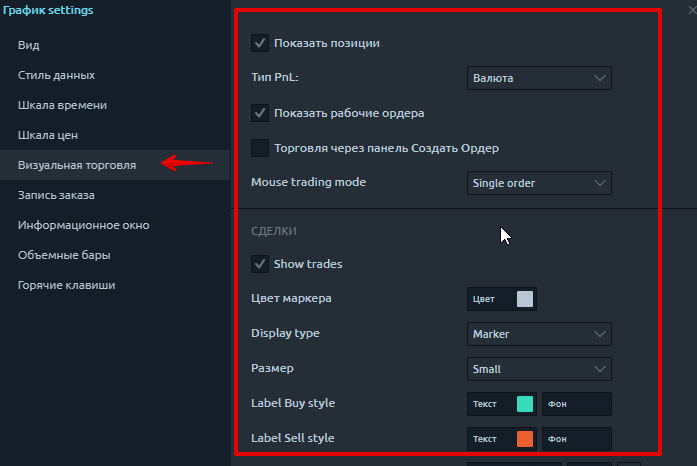 График settings
Вид
Стиль данных
Шкала времени
Шкала цен
Визуальная торговля
Запись заказа
Информационное окно
Объемные бары
Горячие клавиши
Показать позиции
Тип PnL: Валюта
Показать рабочие ордера
Торговля через панель Создать Ордер
Mouse trading mode Single order
СДЕЛКИ
Show trades
Цвет маркера Цвет
Display type Marker
Размер Small
Label Buy style Текст Фон
Label Sell style Текст Фон